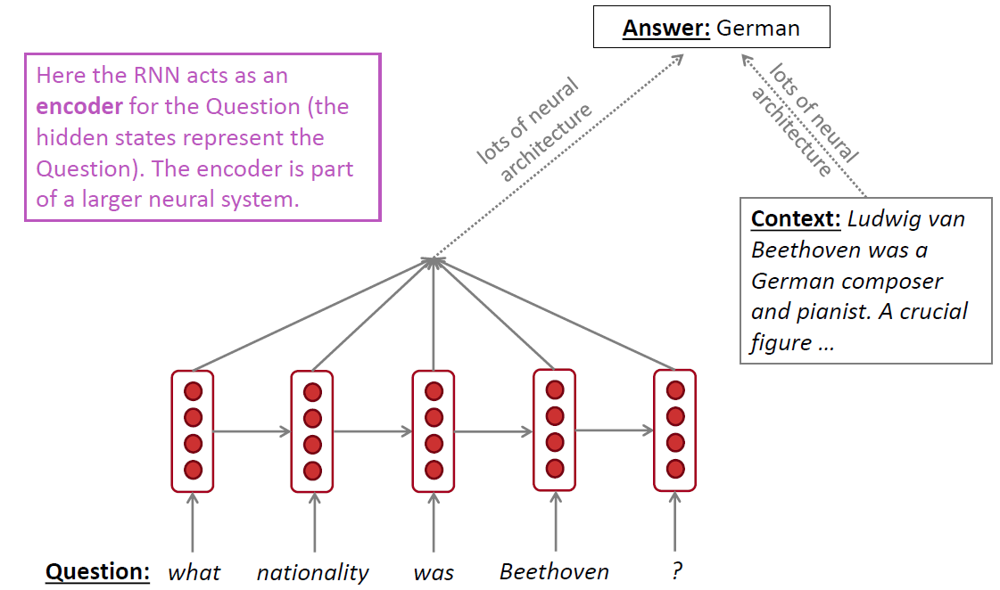 Answer: German
Here the RNN acts as an
encoder for the Question (the
hidden states represent the
Question). The encoder is part
of a larger neural system.
lots of neural
architecture
lots of neural
architecture
Context: Ludwig van
Beethoven was a
German composer
and pianist. A crucial
figure ...
Question: what nationality was Beethoven ?